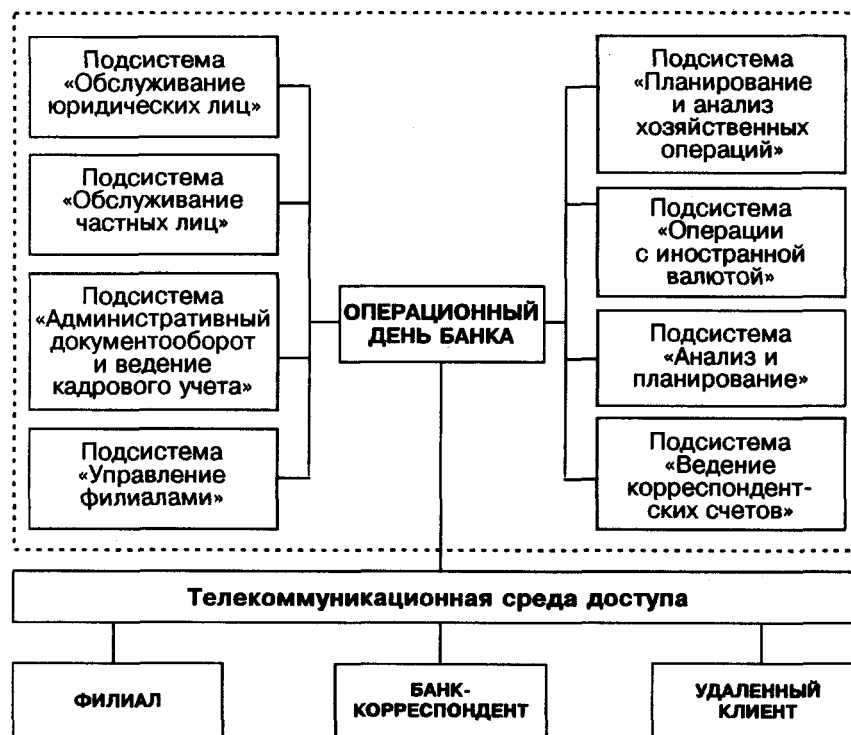 Подсистема
«Обслуживание
юридических лиц»
Подсистема
«Обслуживание
частных лиц»
Подсистема
«Административный
документооборот
и ведение
кадрового учета»
Подсистема
«Управление
филиалами»
ОПЕРАЦИОННЫЙ
ДЕНЬ БАНКА
Подсистема
«Планирование
и анализ
хозяйственных
операций»
Подсистема
«Операции
с иностранной
валютой»
Подсистема
«Анализ и
планирование»
Подсистема
«Ведение
корреспондент-
ских счетов»
Телекоммуникационная среда доступа
ФИЛИАЛ
БАНК-
КОРРЕСПОНДЕНТ
УДАЛЕННЫЙ
КЛИЕНТ